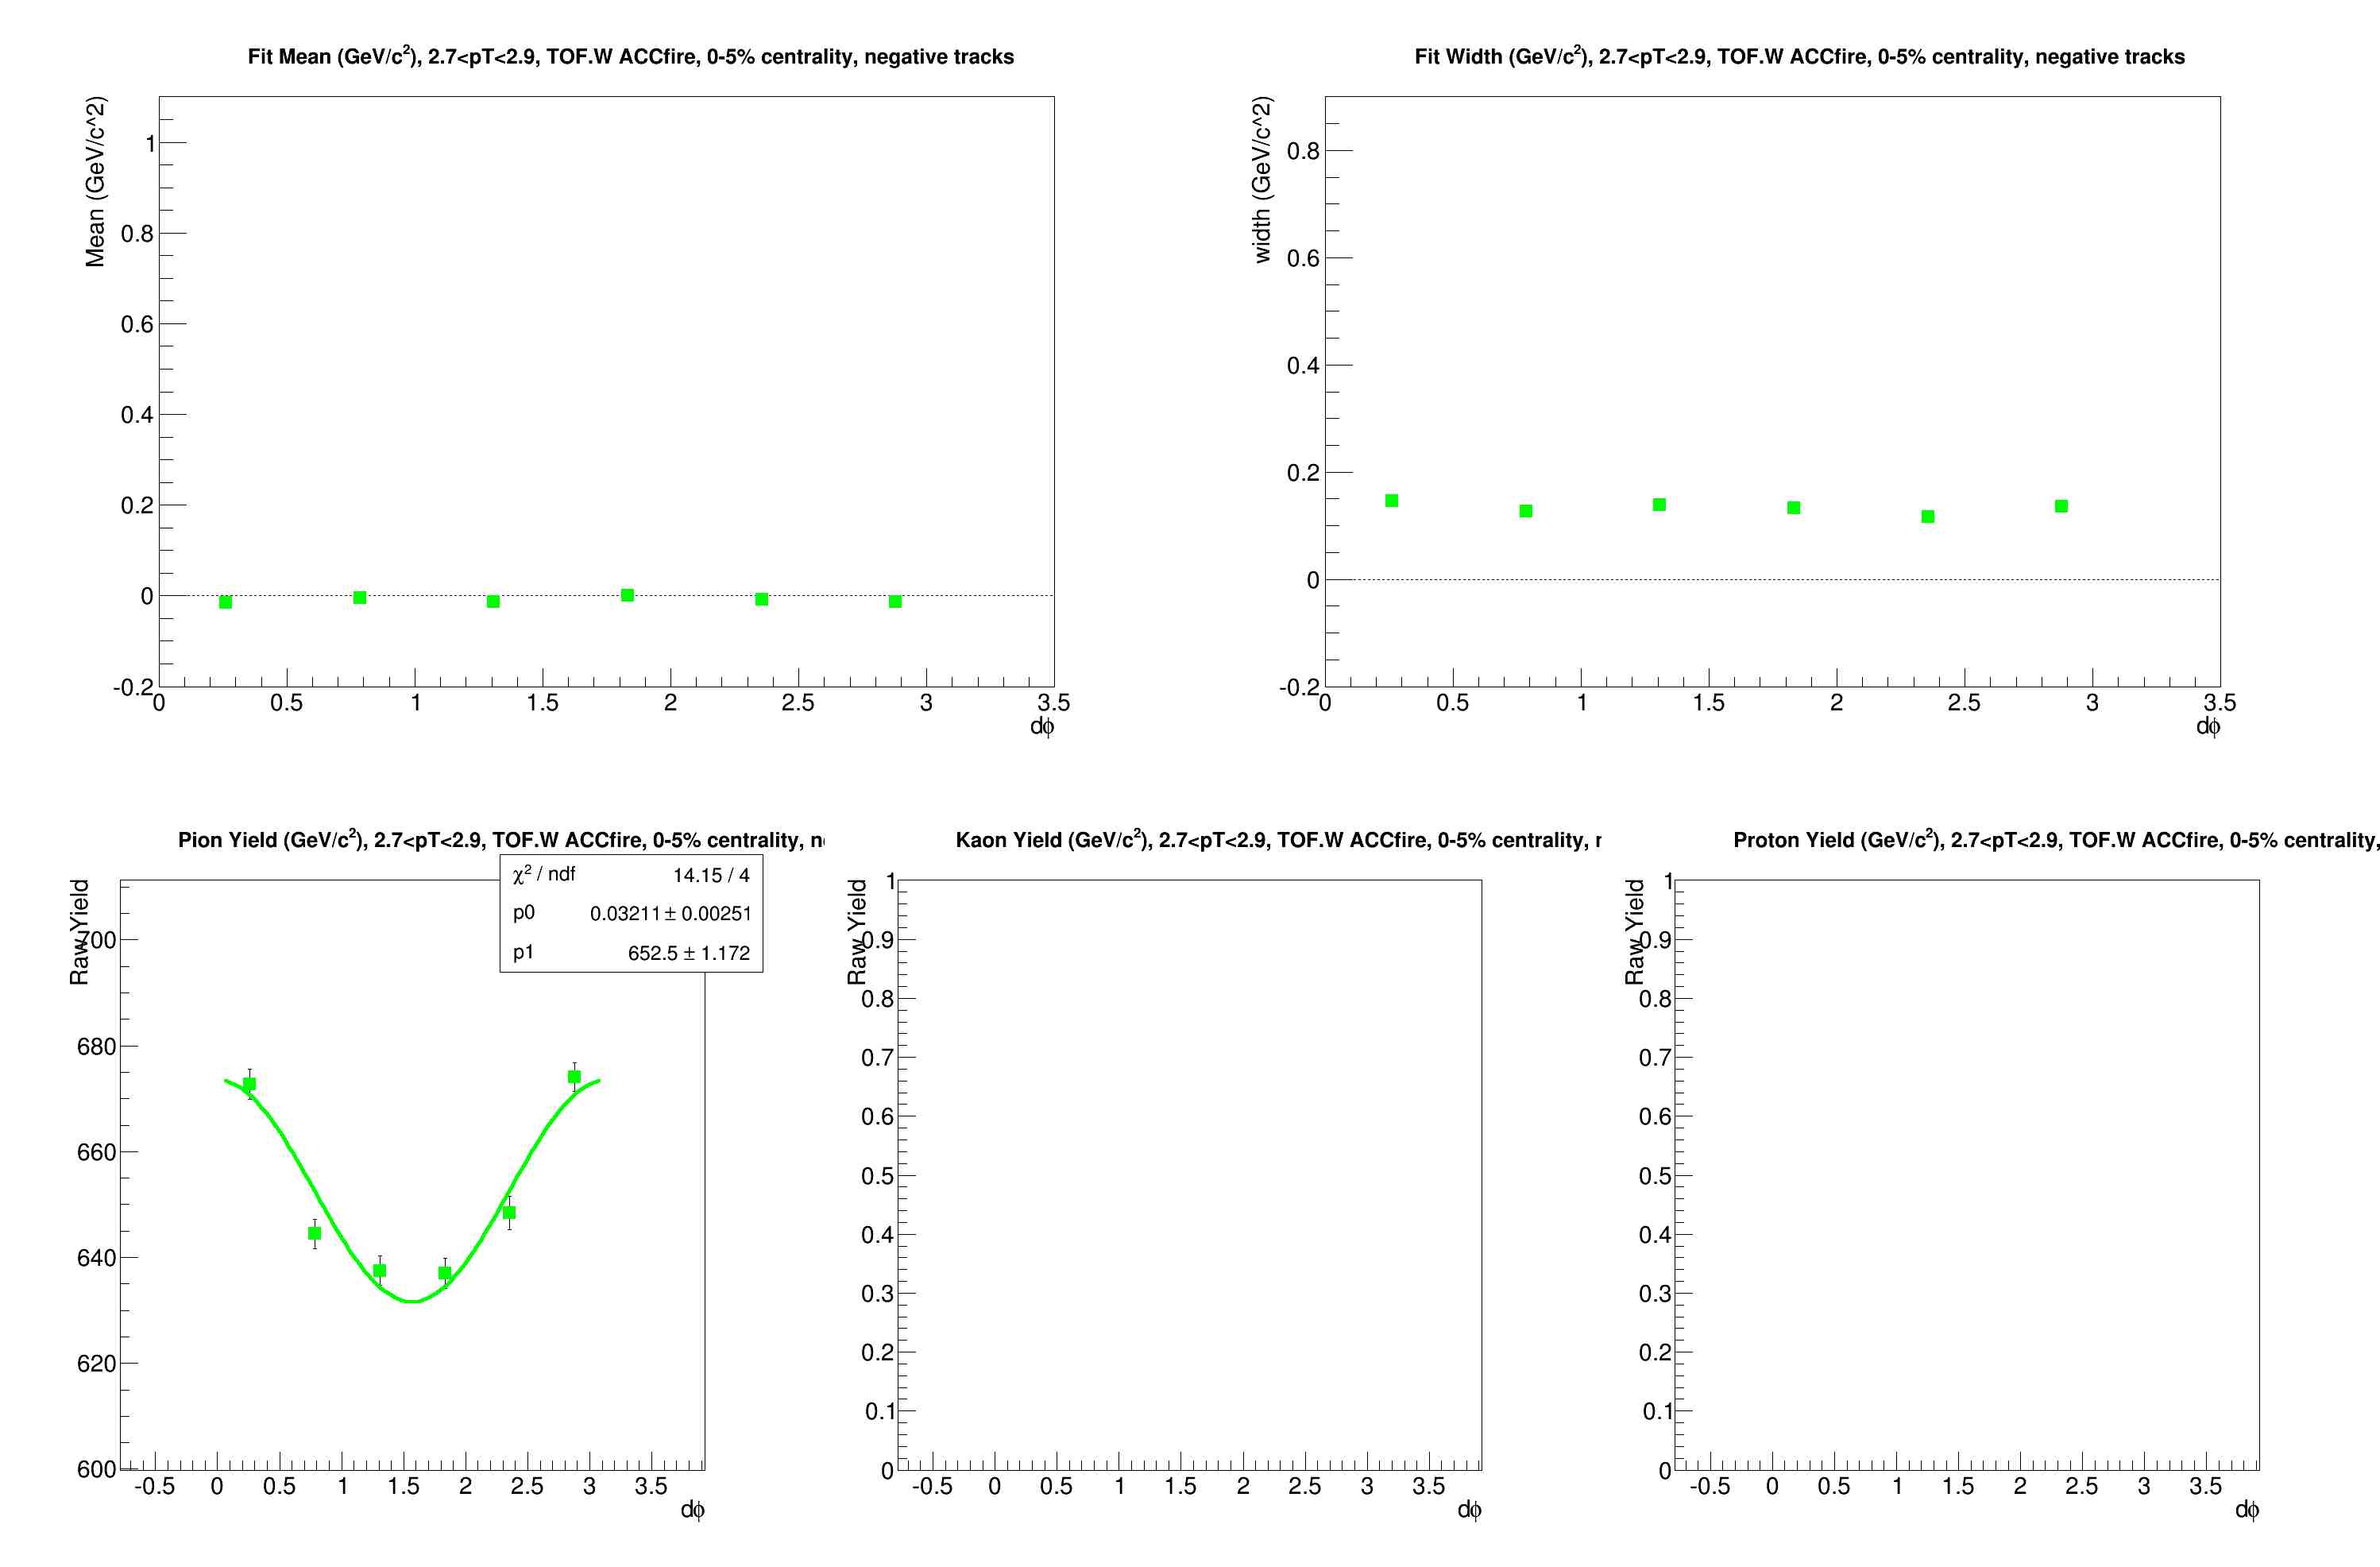 Fit Mean (GeV/c²), 2.7<pT<2.9, TOF.W ACCfire, 0-5% centrality, negative tracks
Mean (GeV/c^2)
1
0.8
0.6
0.4
0.2
0
-0.2
0 0.5 1 1.5 2 2.5 3 3.5
dϕ
Fit Width (GeV/c²), 2.7<pT<2.9, TOF.W ACCfire, 0-5% centrality, negative tracks
width (GeV/c^2)
0.8
0.6
0.4
0.2
0
-0.2
0 0.5 1 1.5 2 2.5 3 3.5
dϕ
Pion Yield (GeV/c²), 2.7<pT<2.9, TOF.W ACCfire, 0-5% centrality,
χ² / ndf 14.15 / 4
p0 0.03211 ± 0.00251
p1 652.5 ± 1.172
Raw Yield
700
680
660
640
620
600
-0.5 0 0.5 1 1.5 2 2.5 3 3.5
dϕ
Kaon Yield (GeV/c²), 2.7<pT<2.9, TOF.W ACCfire, 0-5% centrality,
Raw Yield
1
0.9
0.8
0.7
0.6
0.5
0.4
0.3
0.2
0.1
0
-0.5 0 0.5 1 1.5 2 2.5 3 3.5
dϕ
Proton Yield (GeV/c²), 2.7<pT<2.9, TOF.W ACCfire, 0-5% centrality,
Raw Yield
1
0.9
0.8
0.7
0.6
0.5
0.4
0.3
0.2
0.1
0
-0.5 0 0.5 1 1.5 2 2.5 3 3.5
dϕ